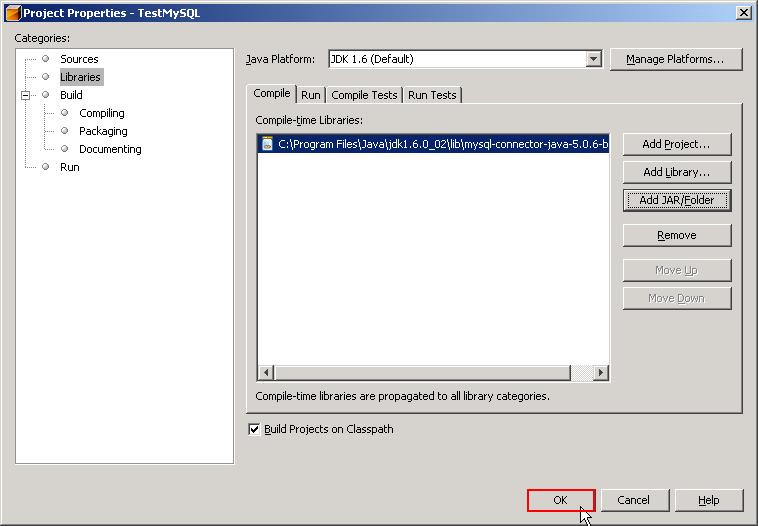 Project Properties - TestMySQL
Categories:
Sources
Libraries
Build
Compiling
Packaging
Documenting
Run
Java Platform:
JDK 1.6 (Default)
Manage Platforms...
Compile
Run
Compile Tests
Run Tests
Compile-time Libraries:
C:\Program Files\Java\jdk1.6.0_02\lib\mysql-connector-java-5.0.6-b
Add Project...
Add Library...
Add JAR/Folder
Remove
Move Up
Move Down
Compile-time libraries are propagated to all library categories.
Build Projects on Classpath
OK
Cancel
Help